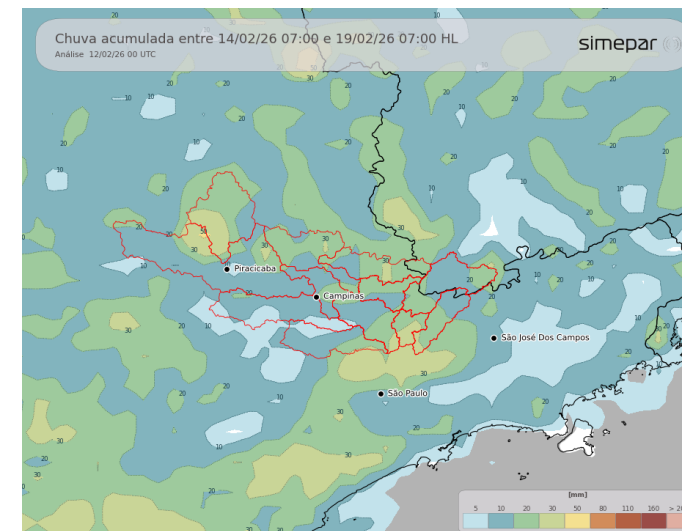 Chuva acumulada entre 14/02/26 07:00 e 19/02/26 07:00 HL
Análise 12/02/26 00 UTC
simepar
Piracicaba
Campinas
São José Dos Campos
São Paulo
[mm]
5 10 20 30 50 80 110 160